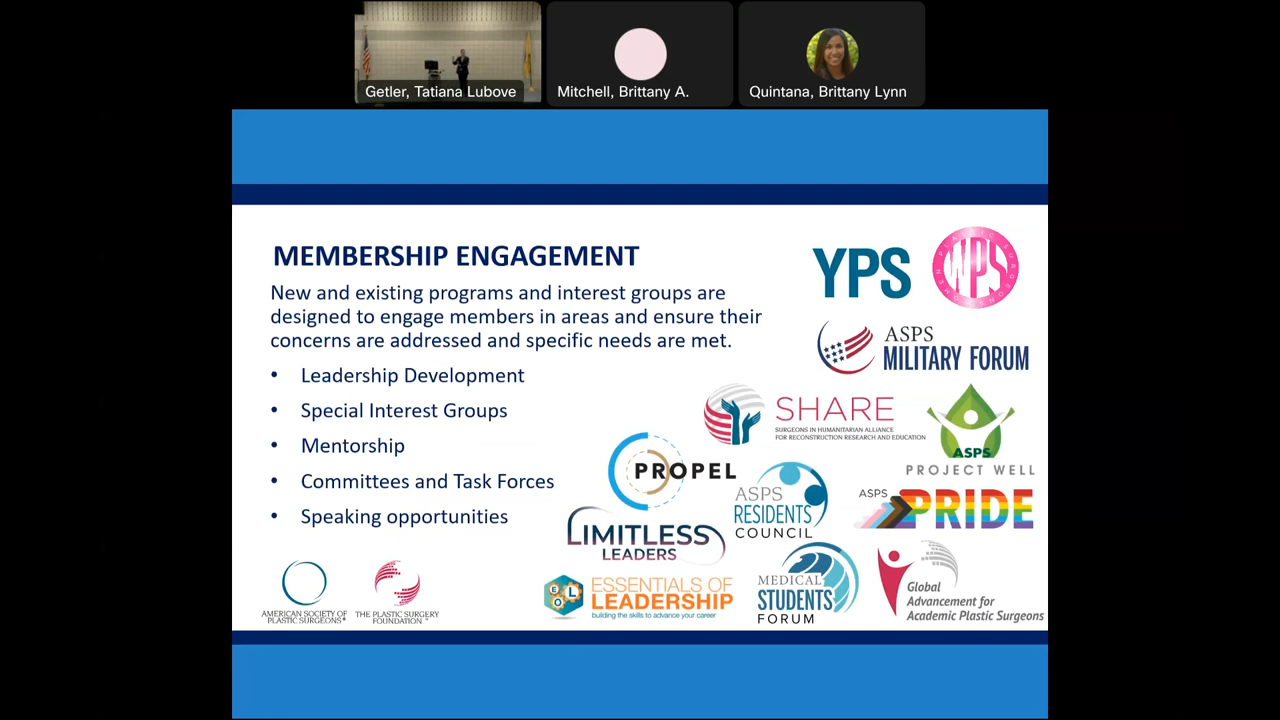 Getler, Tatiana Lubove
Mitchell, Brittany A.
Quintana, Brittany Lynn
MEMBERSHIP ENGAGEMENT
New and existing programs and interest groups are
designed to engage members in areas and ensure their
concerns are addressed and specific needs are met.
• Leadership Development
• Special Interest Groups
• Mentorship
• Committees and Task Forces
• Speaking opportunities
YPS
WPS
WOMEN PLASTIC SURGEONS
ASPS
MILITARY FORUM
SHARE
SURGEONS IN HUMANITARIAN ALLIANCE
FOR RECONSTRUCTION RESEARCH AND EDUCATION
ASPS
PROJECT WELL
PROPEL
ASPS
RESIDENTS
COUNCIL
ASPS
PRIDE
LIMITLESS
LEADERS
EOL
ESSENTIALS OF
LEADERSHIP
building the skills to advance your career
MEDICAL
STUDENTS
FORUM
Global
Advancement for
Academic Plastic Surgeons
AMERICAN SOCIETY OF
PLASTIC SURGEONS®
THE PLASTIC SURGERY
FOUNDATION™